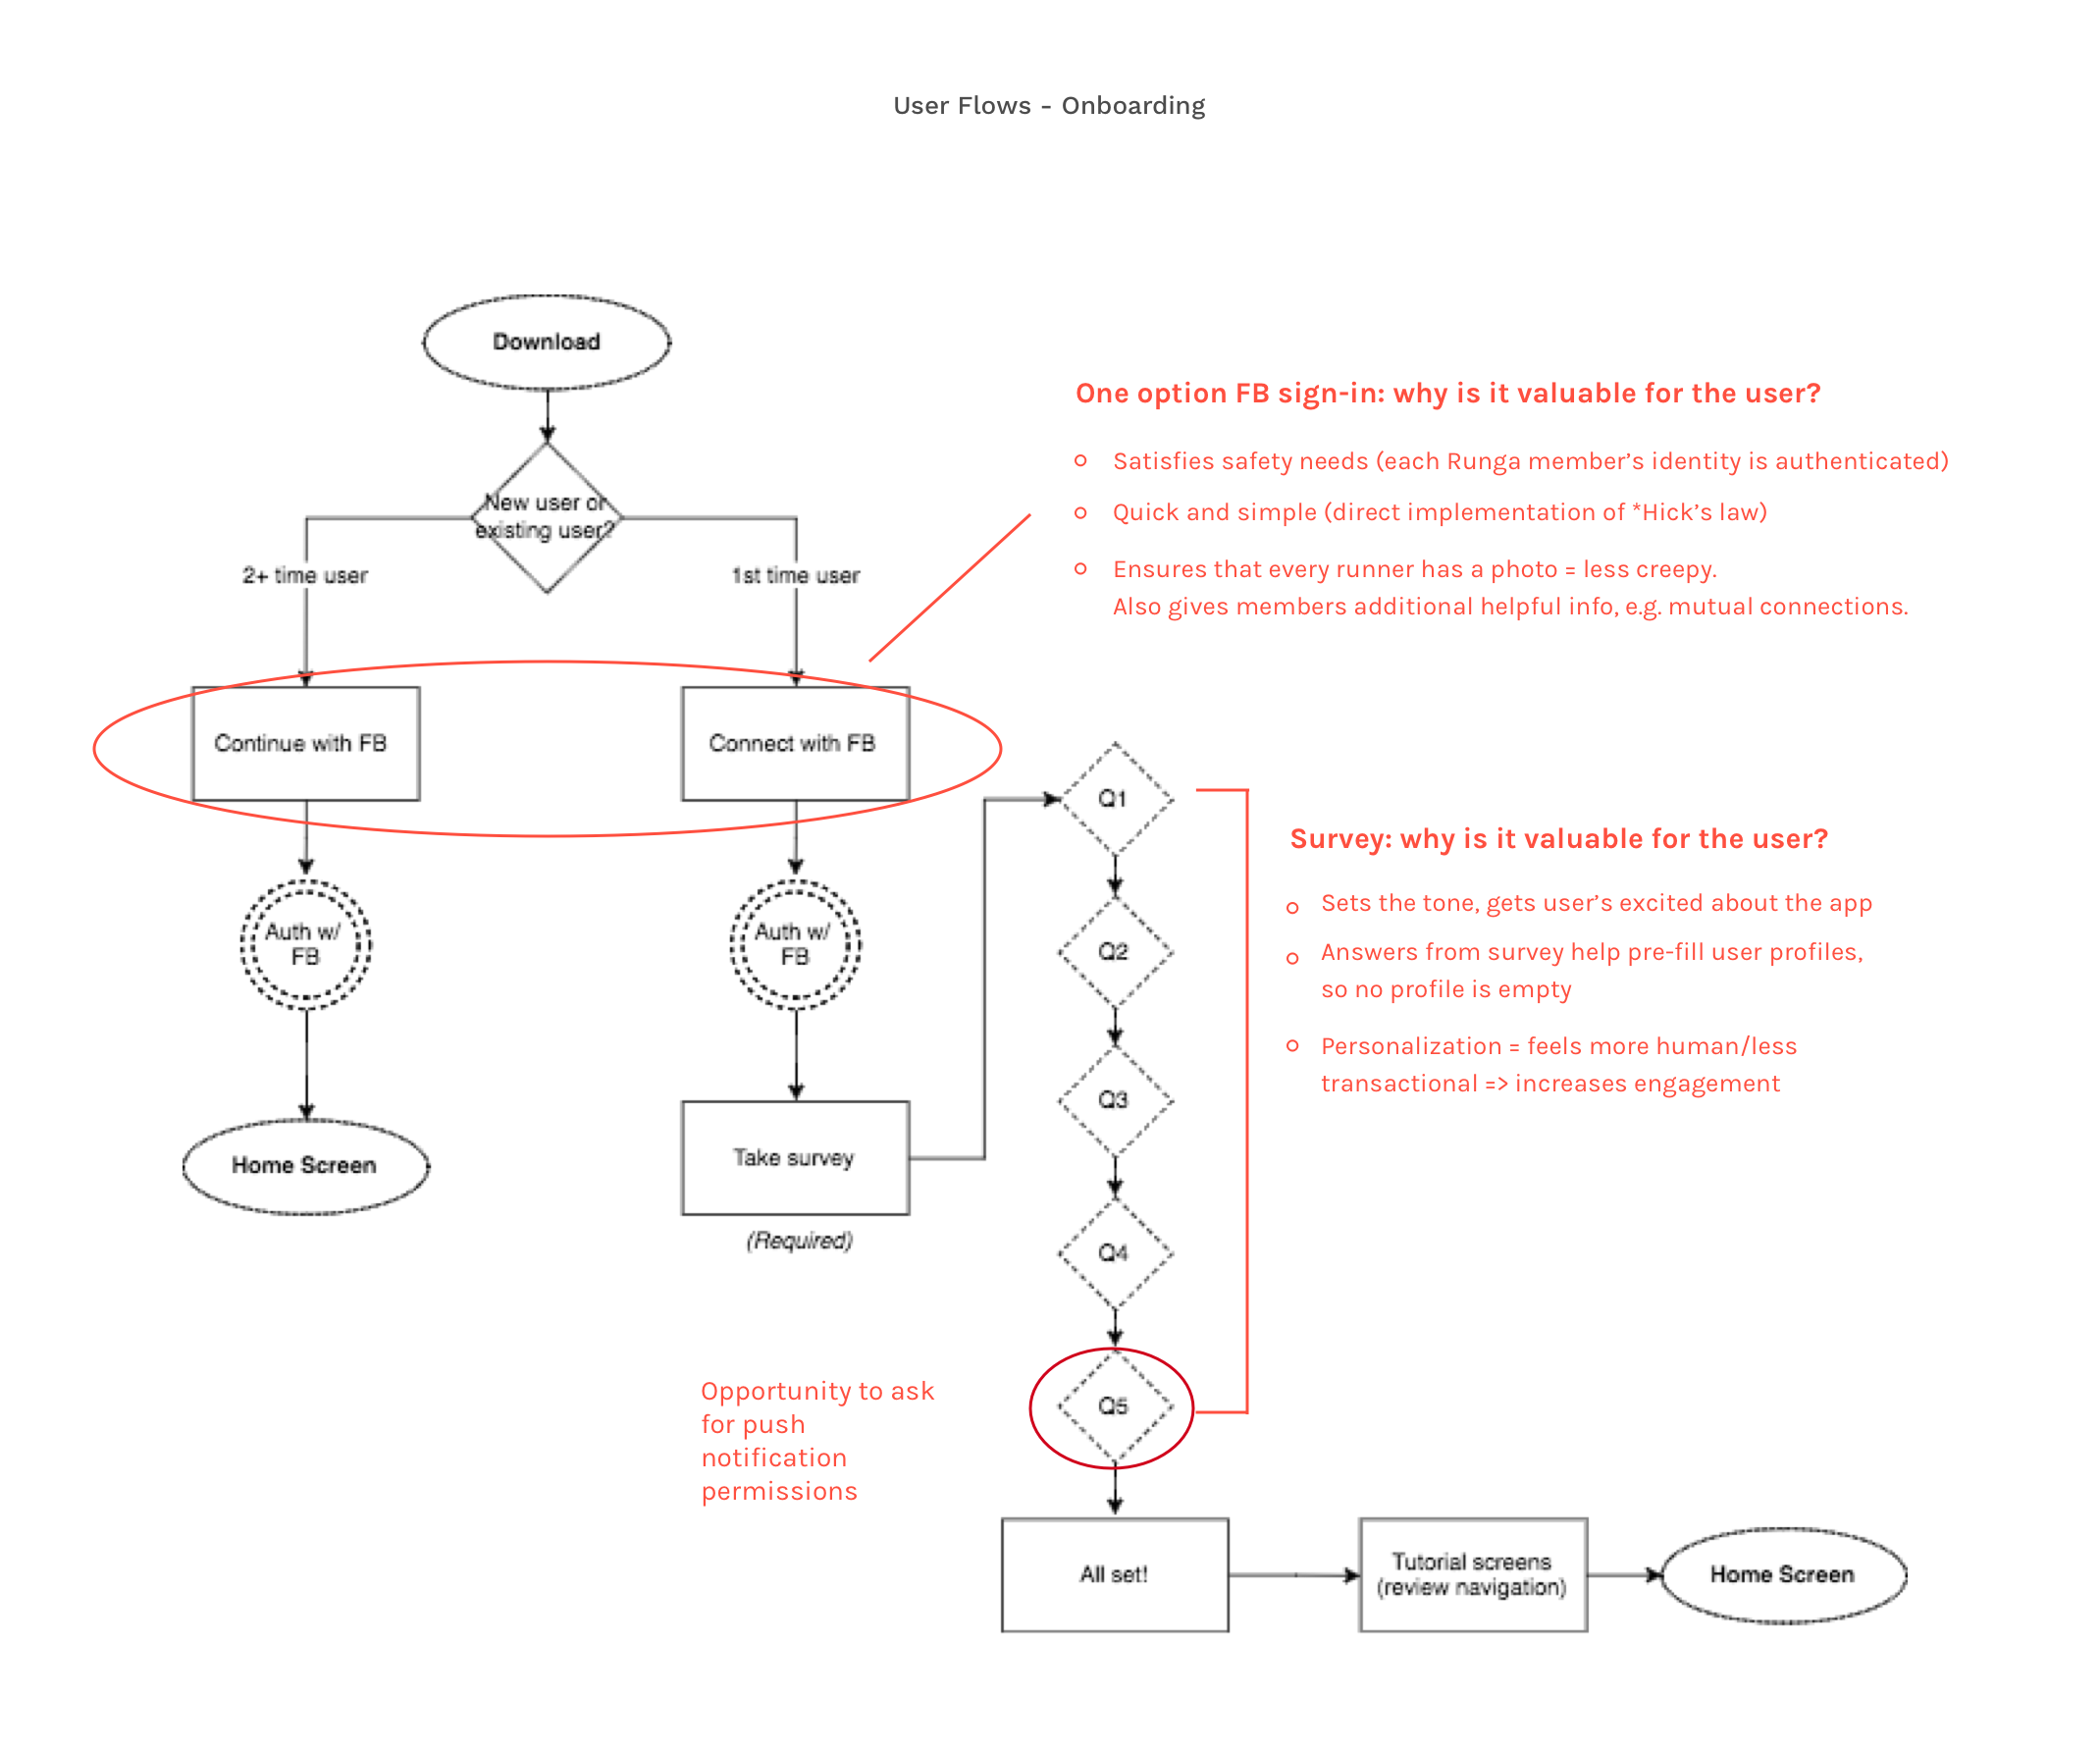 User Flows - Onboarding
Download
New user or
existing user?
2+ time user
1st time user
One option FB sign-in: why is it valuable for the user?
Satisfies safety needs (each Runga member’s identity is authenticated)
Quick and simple (direct implementation of *Hick’s law)
Ensures that every runner has a photo = less creepy.
Also gives members additional helpful info, e.g. mutual connections.
Continue with FB
Connect with FB
Auth w/
FB
Auth w/
FB
Home Screen
Take survey
(Required)
Q1
Q2
Q3
Q4
Q5
Survey: why is it valuable for the user?
Sets the tone, gets user’s excited about the app
Answers from survey help pre-fill user profiles,
so no profile is empty
Personalization = feels more human/less
transactional => increases engagement
Opportunity to ask
for push
notification
permissions
All set!
Tutorial screens
(review navigation)
Home Screen